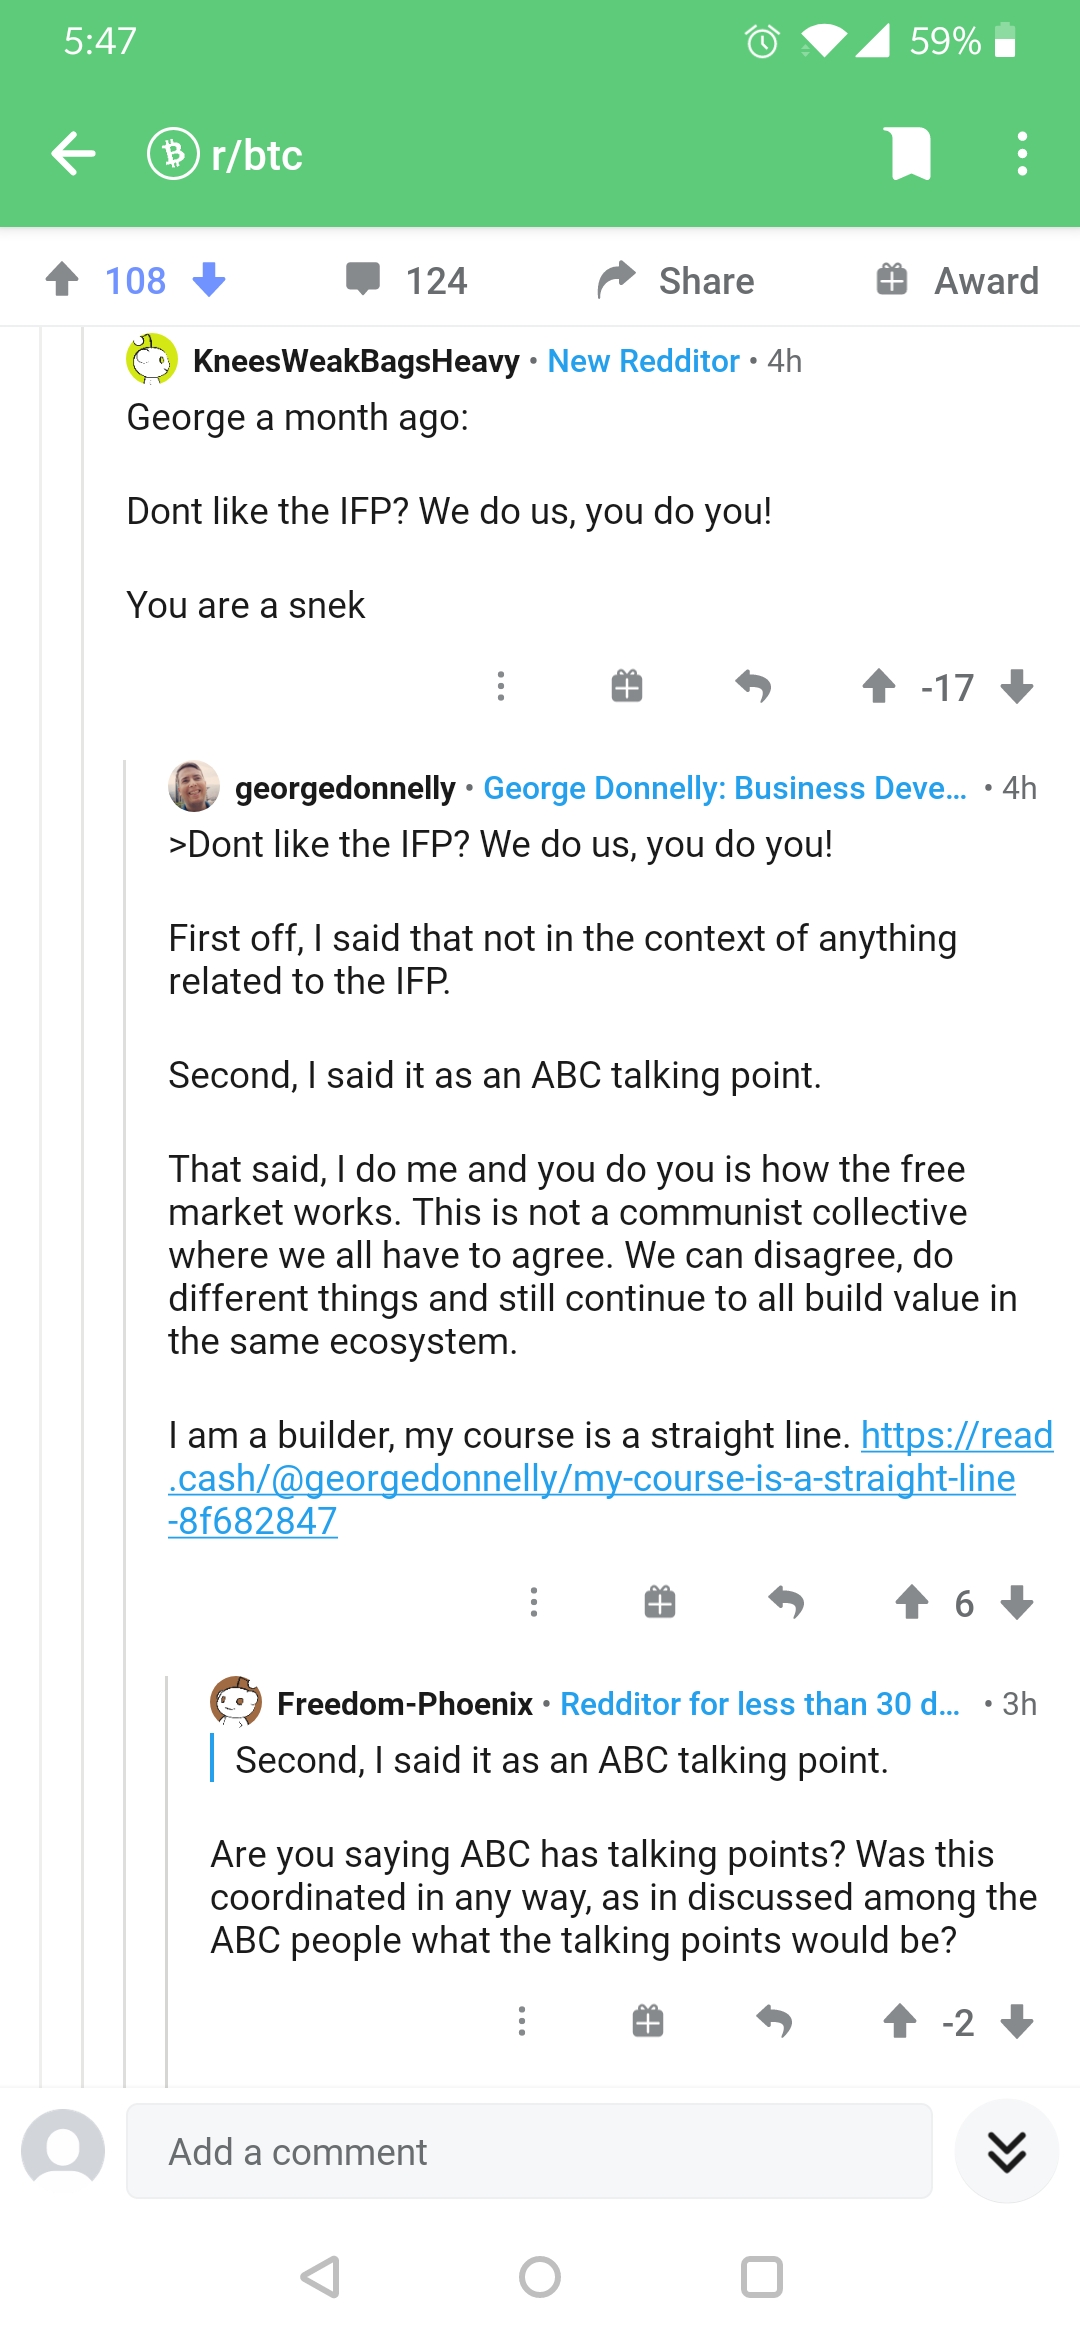 5:47
59%
r/btc
108
124
Share
Award
KneesWeakBagsHeavy • New Redditor • 4h
George a month ago:
Dont like the IFP? We do us, you do you!
You are a snek
-17
georgedonnelly • George Donnelly: Business Deve... • 4h
>Dont like the IFP? We do us, you do you!
First off, I said that not in the context of anything
related to the IFP.
Second, I said it as an ABC talking point.
That said, I do me and you do you is how the free
market works. This is not a communist collective
where we all have to agree. We can disagree, do
different things and still continue to all build value in
the same ecosystem.
I am a builder, my course is a straight line. https://read
.cash/@georgedonnelly/my-course-is-a-straight-line
-8f682847
6
Freedom-Phoenix • Redditor for less than 30 d... • 3h
Second, I said it as an ABC talking point.
Are you saying ABC has talking points? Was this
coordinated in any way, as in discussed among the
ABC people what the talking points would be?
-2
Add a comment